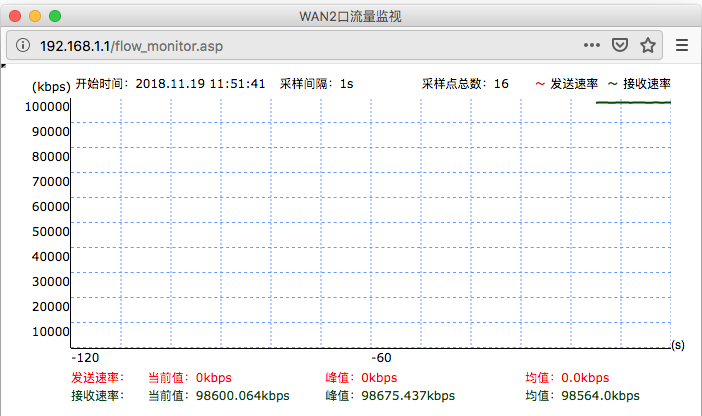 WAN2口流量监视
192.168.1.1/flow_monitor.asp
(kbps) 开始时间：2018.11.19 11:51:41 采样间隔：1s 采样点总数：16 ～ 发送速率 ～ 接收速率
100000
90000
80000
70000
60000
50000
40000
30000
20000
10000
(s)
-120 -60
发送速率： 当前值：0kbps 峰值：0kbps 均值：0.0kbps
接收速率： 当前值：98600.064kbps 峰值：98675.437kbps 均值：98564.0kbps